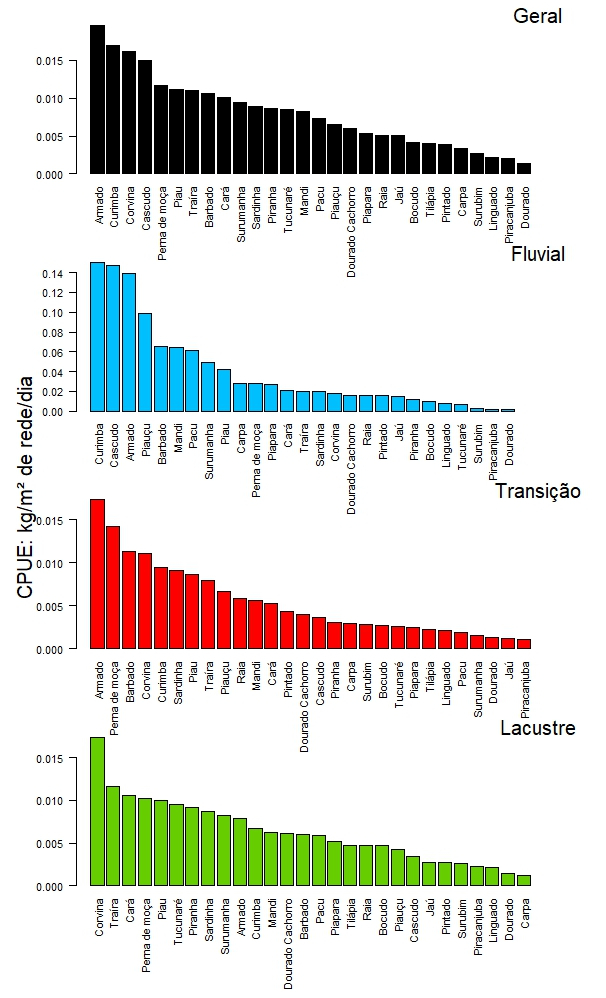 Geral
0.015
0.010
0.005
0.000
Armado
Curimba
Corvina
Cascudo
Perna de moça
Piau
Traíra
Barbado
Cará
Surumanha
Sardinha
Piranha
Tucunaré
Mandi
Pacu
Piauçu
Dourado Cachorro
Piapara
Raia
Jaú
Bocudo
Tilápia
Pintado
Carpa
Surubim
Linguado
Piracanjuba
Dourado
Fluvial
0.14
0.12
0.10
0.08
0.06
0.04
0.02
0.00
Curimba
Cascudo
Armado
Piauçu
Barbado
Mandi
Pacu
Surumanha
Piau
Carpa
Perna de moça
Piapara
Cará
Traíra
Sardinha
Corvina
Dourado Cachorro
Raia
Pintado
Jaú
Piranha
Bocudo
Linguado
Tucunaré
Surubim
Piracanjuba
Dourado
CPUE: kg/m² de rede/dia
Transição
0.015
0.010
0.005
0.000
Armado
Perna de moça
Barbado
Corvina
Curimba
Sardinha
Piau
Traíra
Piauçu
Raia
Mandi
Cará
Pintado
Dourado Cachorro
Cascudo
Piranha
Carpa
Surubim
Bocudo
Tucunaré
Piapara
Tilápia
Linguado
Pacu
Surumanha
Dourado
Jaú
Piracanjuba
Lacustre
0.015
0.010
0.005
0.000
Corvina
Traíra
Cará
Perna de moça
Piau
Tucunaré
Piranha
Sardinha
Surumanha
Armado
Curimba
Mandi
Dourado Cachorro
Barbado
Pacu
Piapara
Tilápia
Raia
Bocudo
Piauçu
Cascudo
Jaú
Pintado
Surubim
Piracanjuba
Linguado
Dourado
Carpa